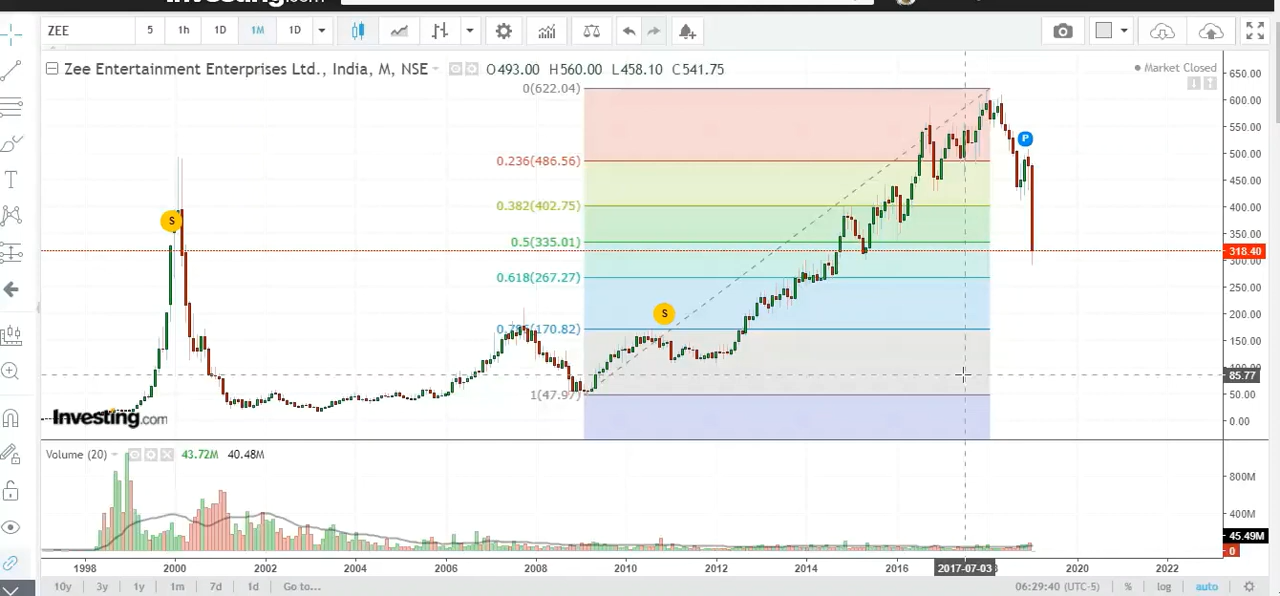 Investing.com
ZEE 5 1h 1D 1M 1D
Zee Entertainment Enterprises Ltd., India, M, NSE O493.00 H560.00 L458.10 C541.75
Market Closed
0(622.04)
0.236(486.56)
0.382(402.75)
0.5(335.01)
0.618(267.27)
1(47.97)
S
S
P
650.00
600.00
550.00
500.00
450.00
400.00
350.00
318.40
300.00
250.00
200.00
150.00
100.00
85.77
50.00
0.00
Investing.com
Volume (20) 43.72M 40.48M
800M
400M
45.49M
0
1998 2000 2002 2004 2006 2008 2010 2012 2014 2016 2017-07-03 2020 2022
10y 3y 1y 1m 7d 1d Go to... 06:29:40 (UTC-5) % log auto